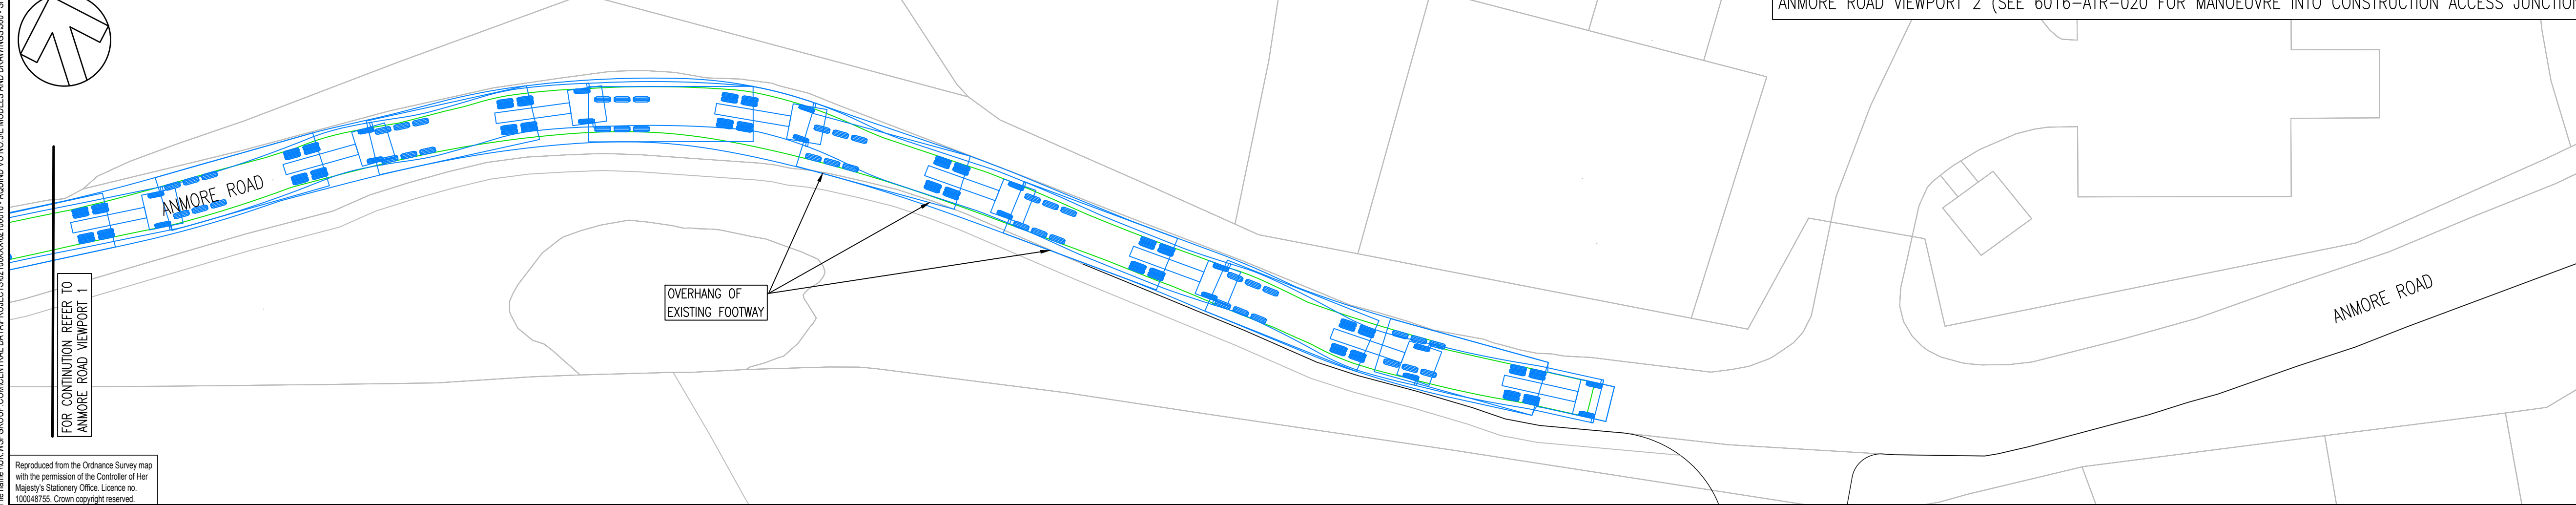 ANMORE ROAD VIEWPORT 2 (SEE 6016-ATR-020 FOR MANOEUVRE INTO CONSTRUCTION ACCESS JUNCTION
ANMORE ROAD
FOR CONTINUITION REFER TO
ANMORE ROAD VIEWPORT 1
OVERHANG OF
EXISTING FOOTWAY
ANMORE ROAD
Reproduced from the Ordnance Survey map
with the permission of the Controller of Her
Majesty's Stationery Office. Licence no.
100048755. Crown copyright reserved.